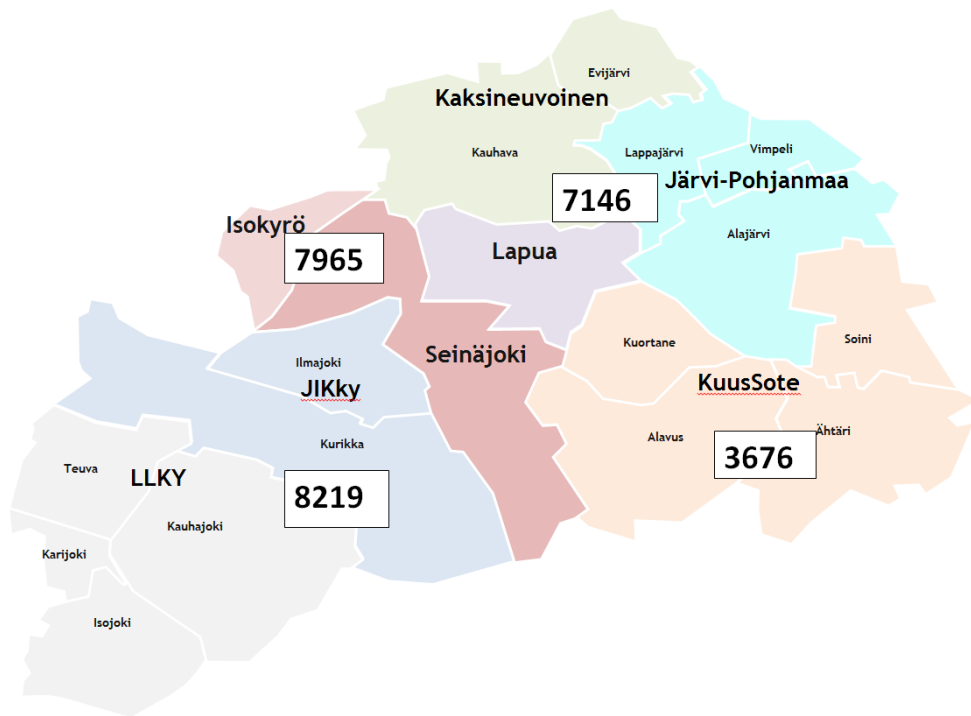 Evijärvi
Kaksineuvoinen
Kauhava
Lappajärvi
Vimpeli
Järvi-Pohjanmaa
7146
Isokyrö
7965
Lapua
Alajärvi
Seinäjoki
Kuortane
Soini
Ilmajoki
JIKky
KuusSote
Kurikka
Alavus
Ähtäri
3676
Teuva
LLKY
8219
Kauhajoki
Karijoki
Isojoki